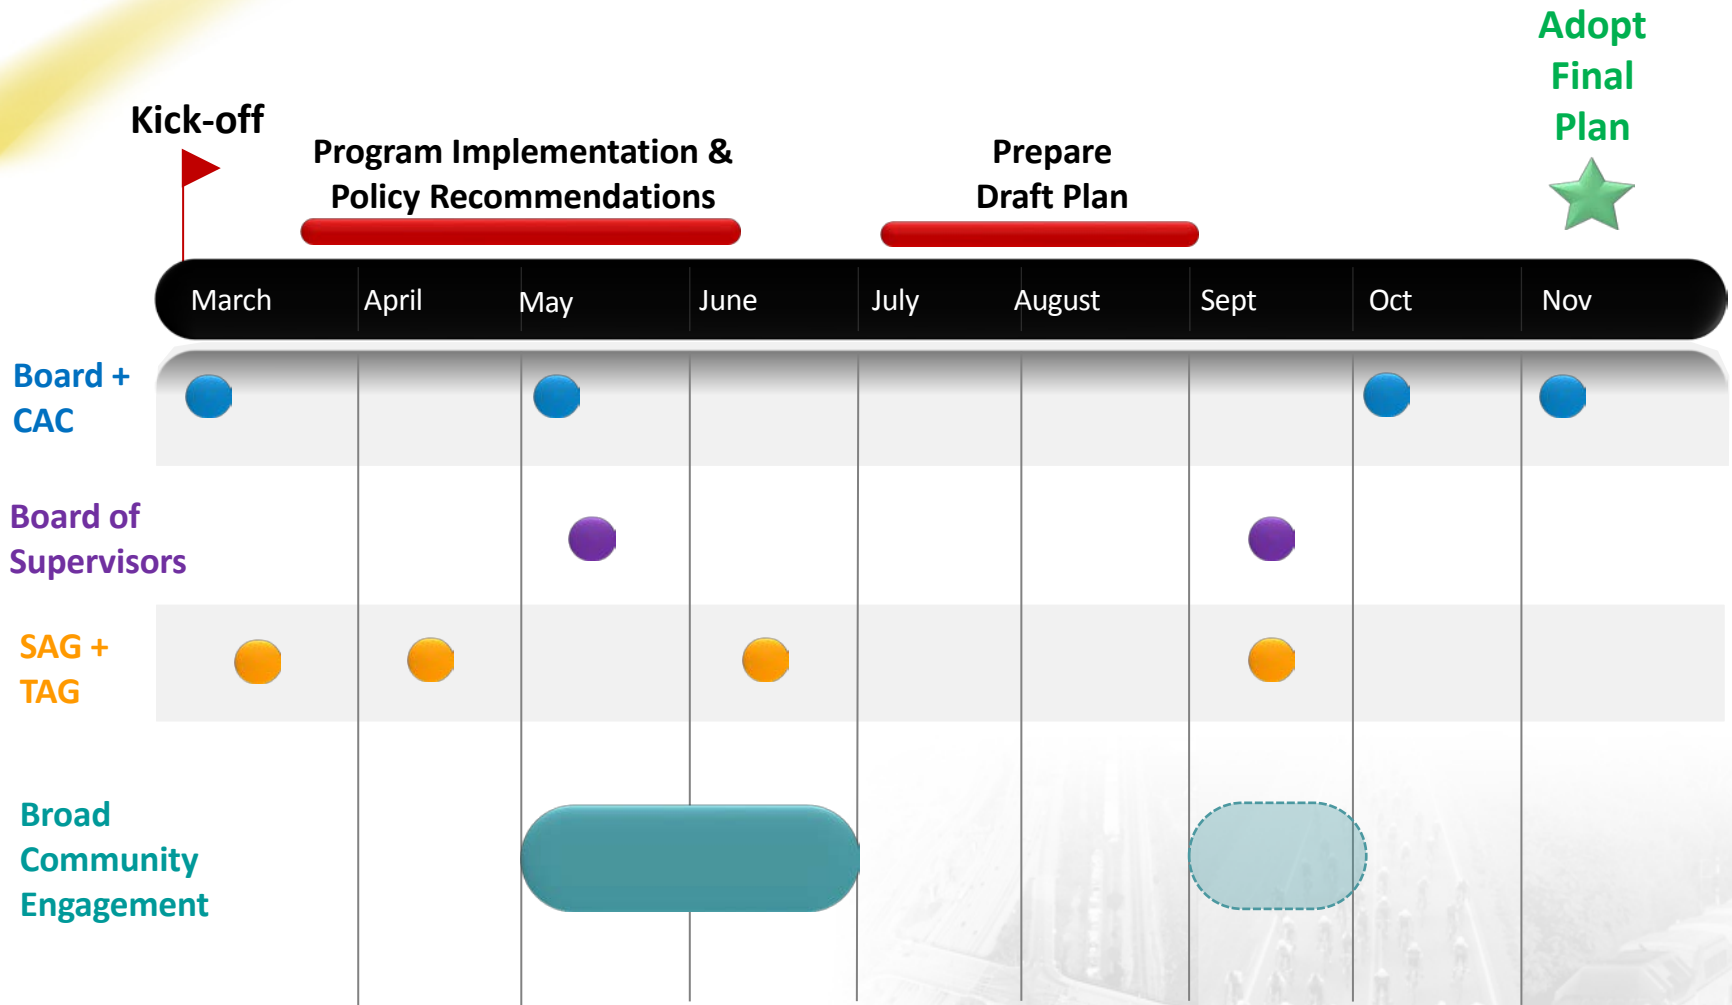 Adopt
Final
Plan
Kick-off
Program Implementation &
Policy Recommendations
Prepare
Draft Plan
March April May June July August Sept Oct Nov
Board +
CAC
Board of
Supervisors
SAG +
TAG
Broad
Community
Engagement